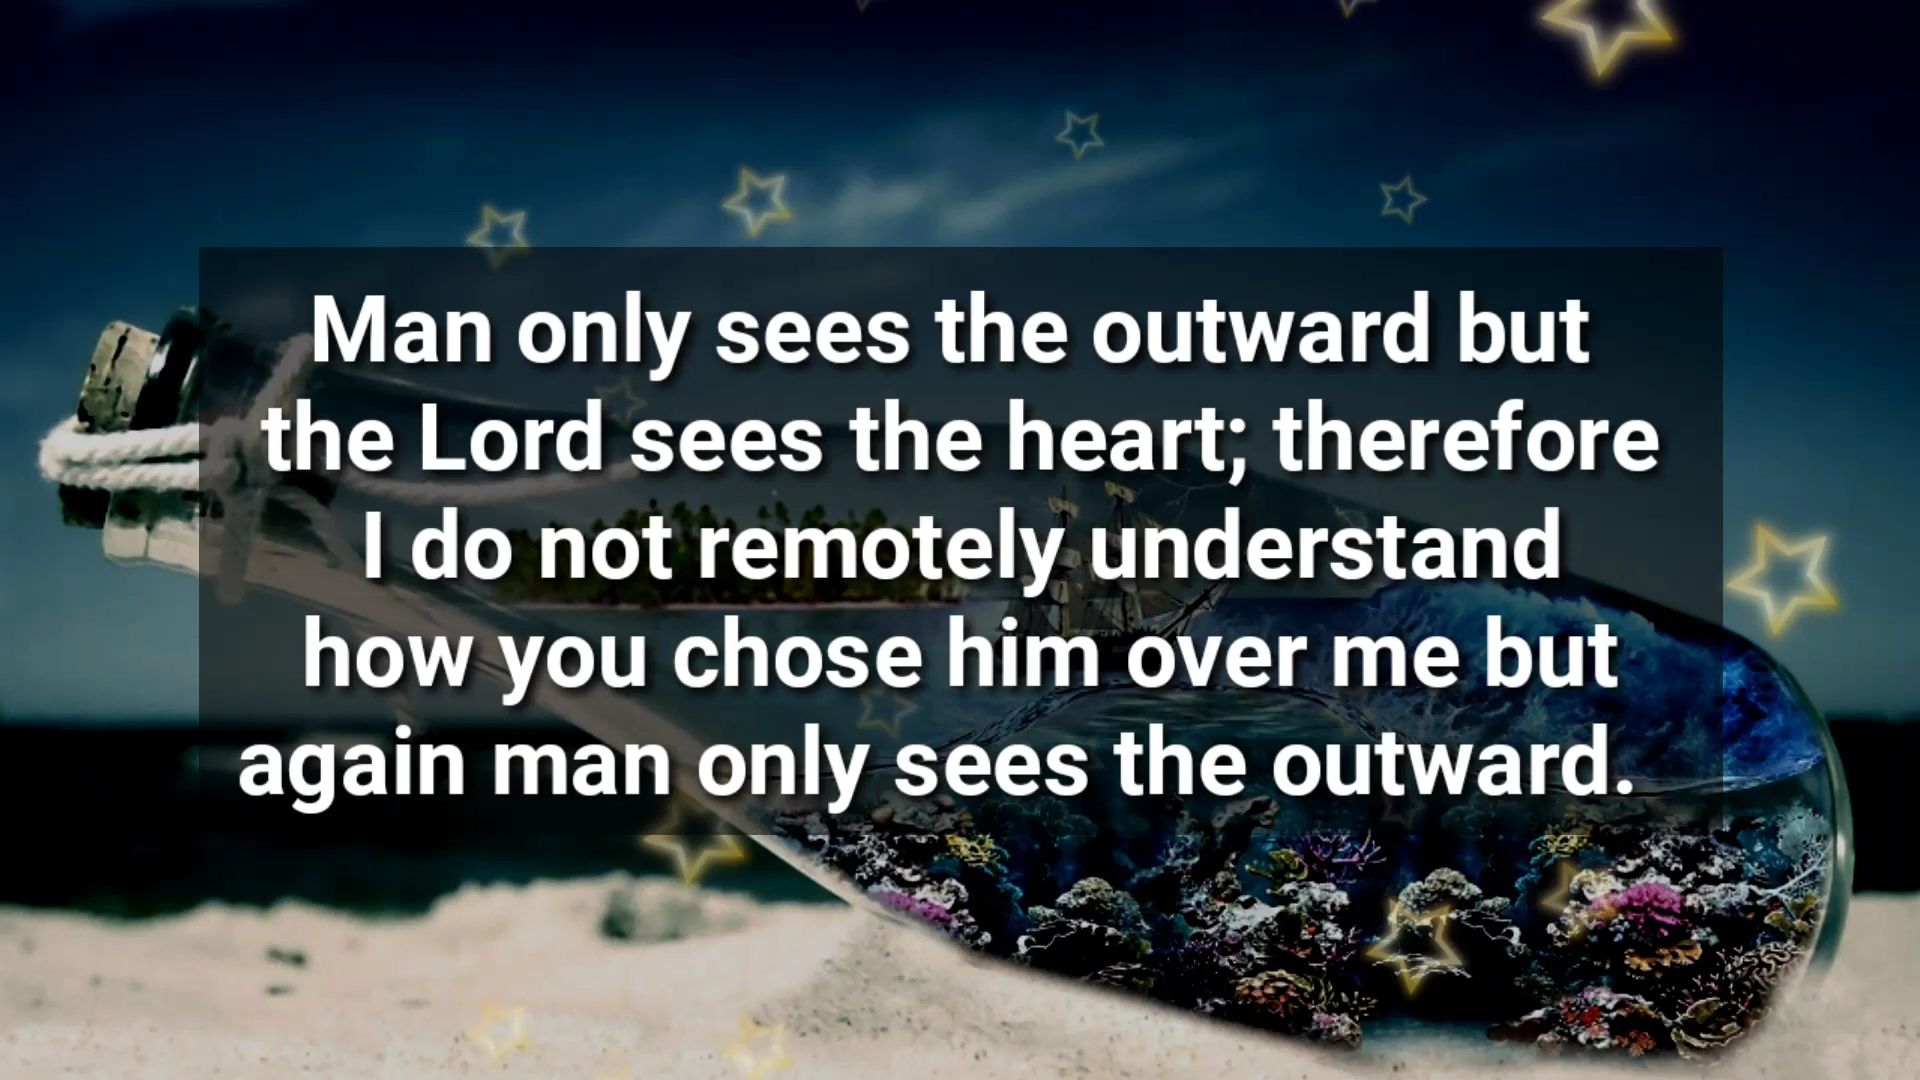 Man only sees the outward but
the Lord sees the heart; therefore
I do not remotely understand
how you chose him over me but
again man only sees the outward.